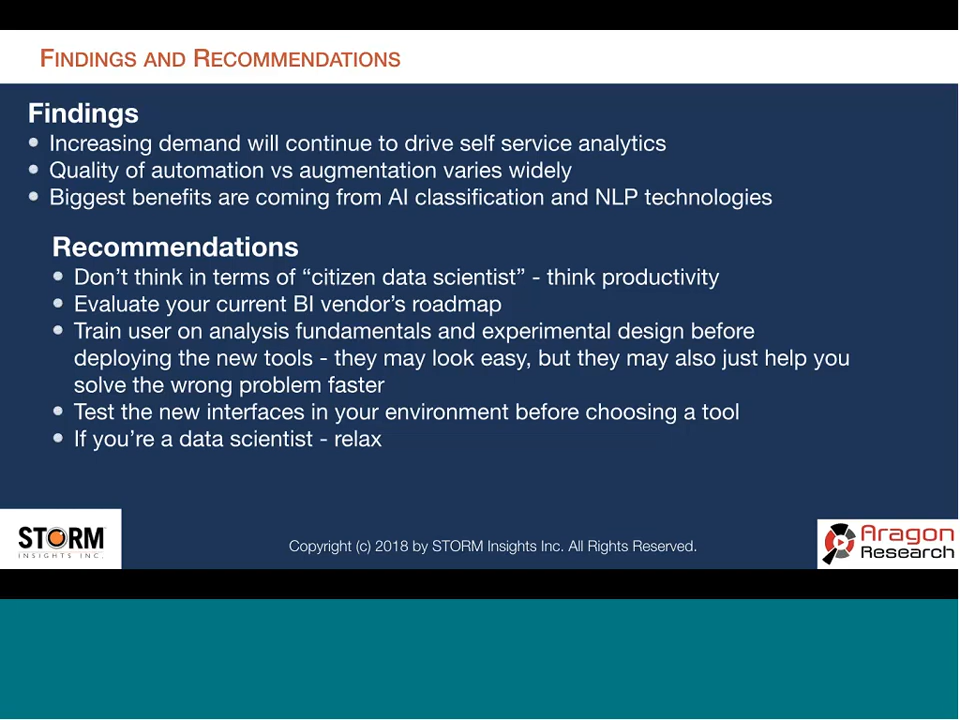 FINDINGS AND RECOMMENDATIONS
Findings
• Increasing demand will continue to drive self service analytics
• Quality of automation vs augmentation varies widely
• Biggest benefits are coming from AI classification and NLP technologies
Recommendations
• Don't think in terms of “citizen data scientist” - think productivity
• Evaluate your current BI vendor's roadmap
• Train user on analysis fundamentals and experimental design before
deploying the new tools - they may look easy, but they may also just help you
solve the wrong problem faster
• Test the new interfaces in your environment before choosing a tool
• If you're a data scientist - relax
STORM
INSIGHTS INC.
Copyright (c) 2018 by STORM Insights Inc. All Rights Reserved.
Aragon
Research